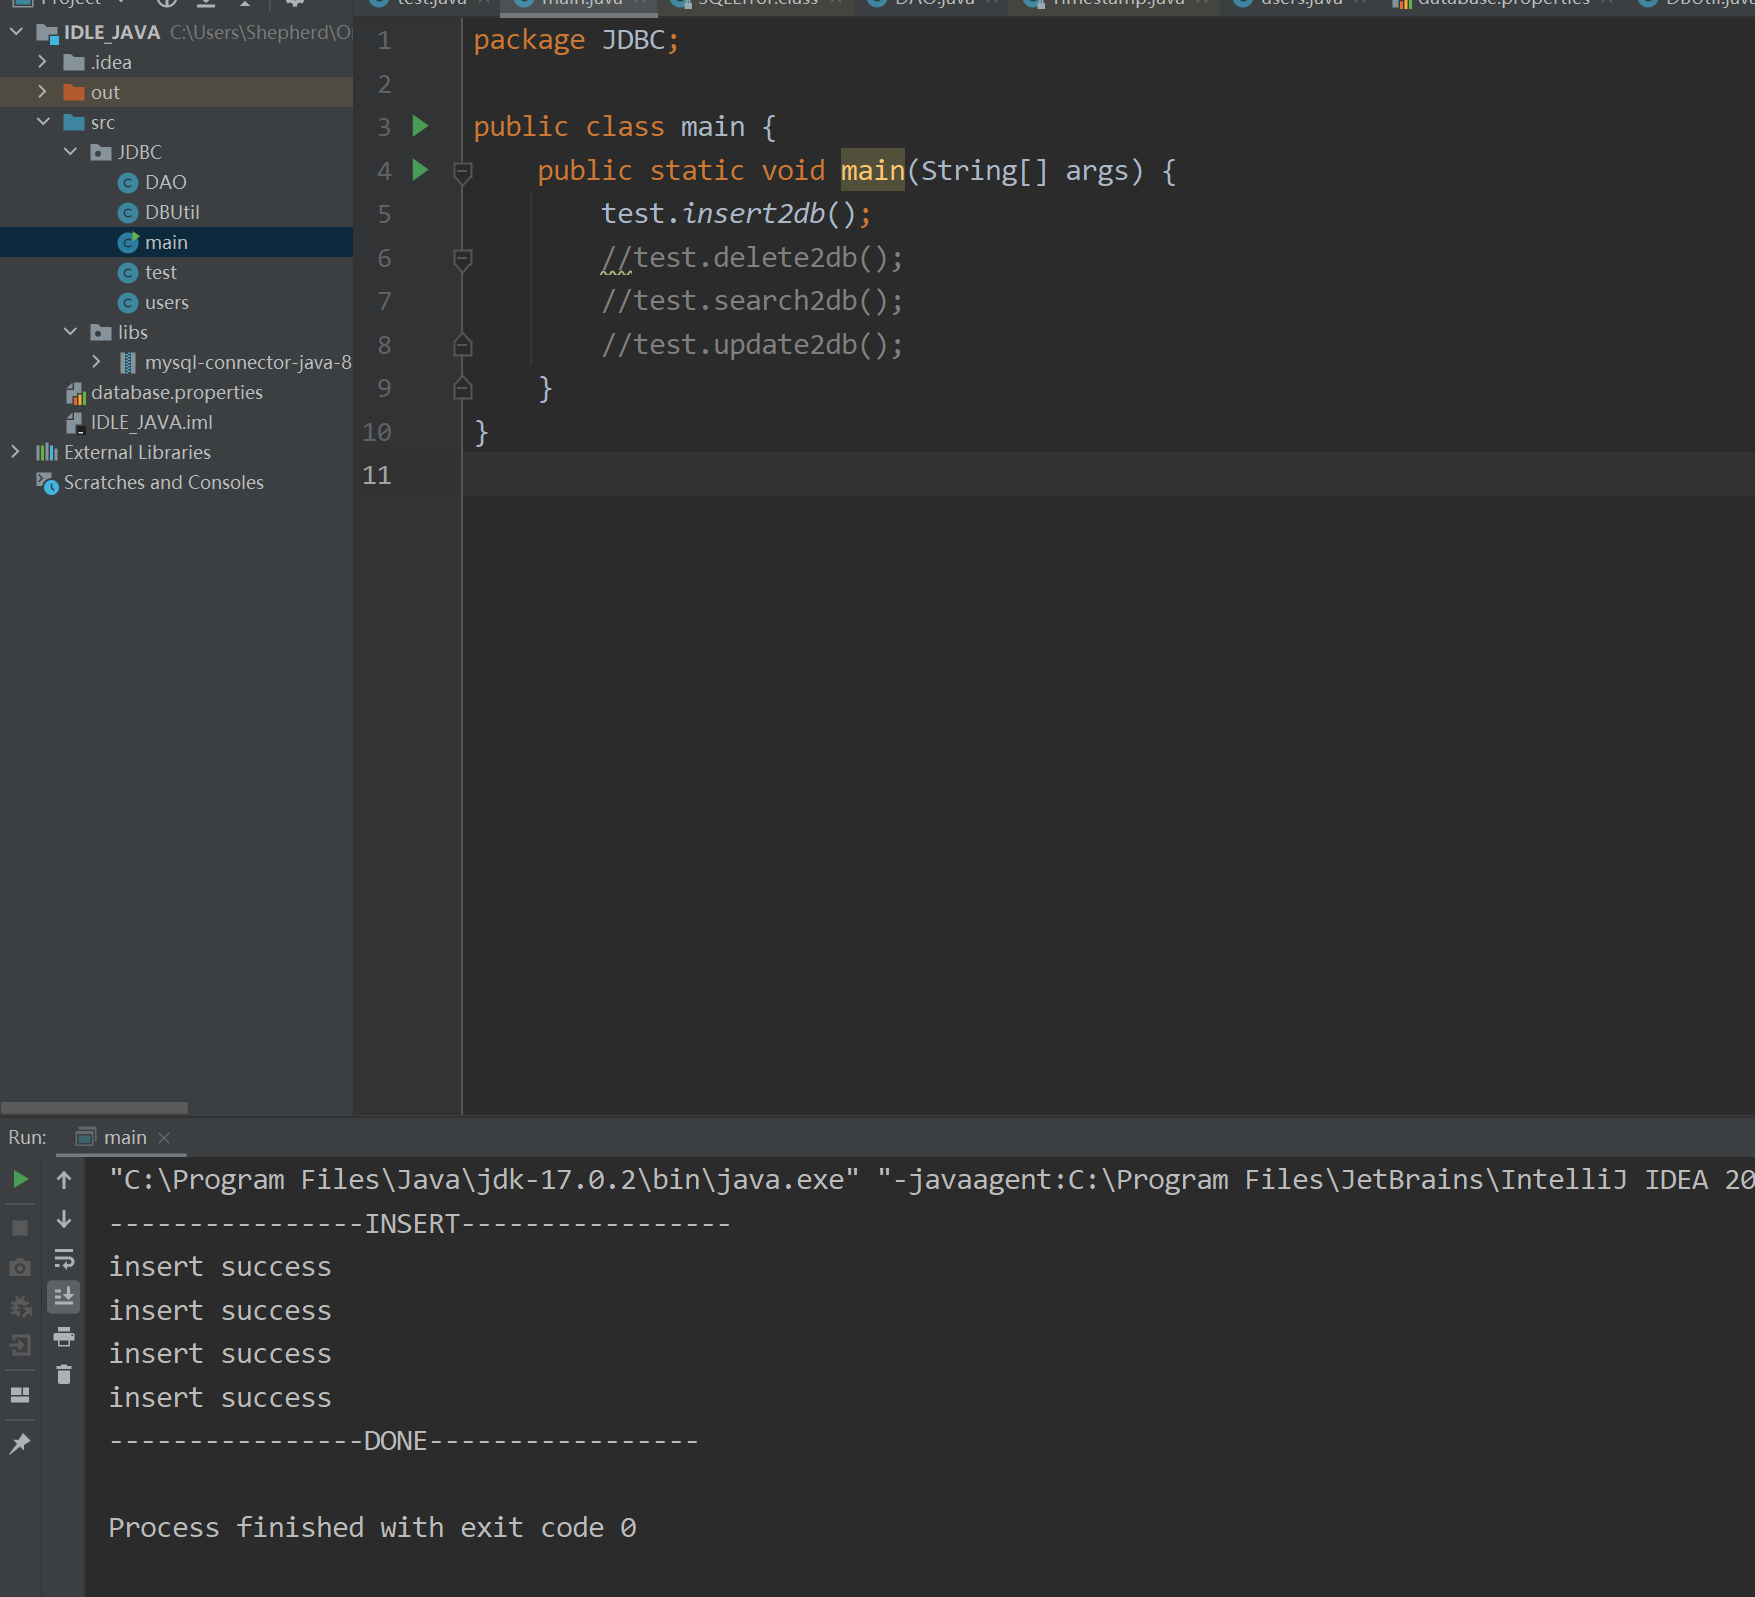 Project
test.java main.java SQLError.class DAO.java Timestamp.java users.java database.properties DBUtil.java
IDLE_JAVA C:\Users\Shepherd\O
.idea
out
src
JDBC
DAO
DBUtil
main
test
users
libs
mysql-connector-java-8
database.properties
IDLE_JAVA.iml
External Libraries
Scratches and Consoles
1 package JDBC;
2
3 public class main {
4 public static void main(String[] args) {
5 test.insert2db();
6 //test.delete2db();
7 //test.search2db();
8 //test.update2db();
9 }
10 }
11
Run: main
"C:\Program Files\Java\jdk-17.0.2\bin\java.exe" "-javaagent:C:\Program Files\JetBrains\IntelliJ IDEA 20
----------------INSERT-----------------
insert success
insert success
insert success
insert success
----------------DONE-----------------
Process finished with exit code 0